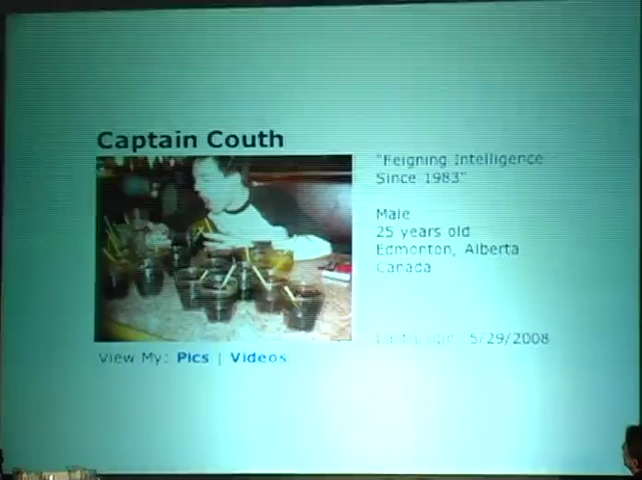 Captain Couth
"Feigning Intelligence
Since 1983"
Male
25 years old
Edmonton, Alberta
Canada
Last Login: 5/29/2008
View My: Pics | Videos